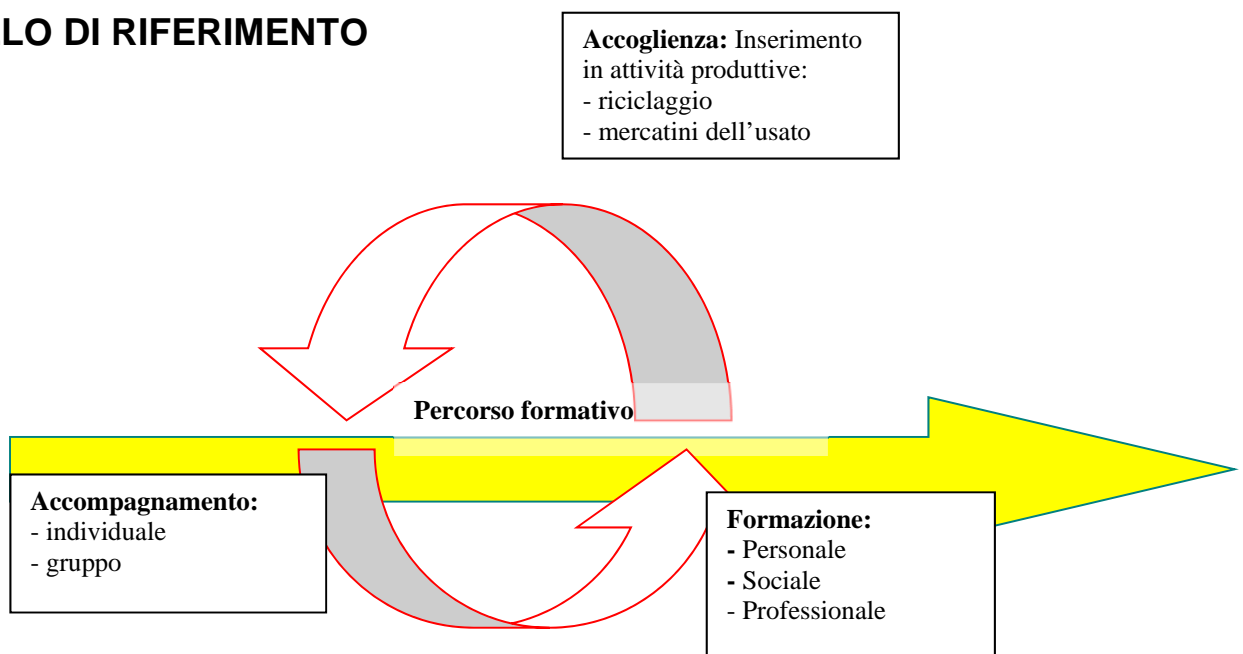 LO DI RIFERIMENTO
Accoglienza: Inserimento
in attività produttive:
- riciclaggio
- mercatini dell’usato
Percorso formativo
Accompagnamento:
- individuale
- gruppo
Formazione:
- Personale
- Sociale
- Professionale